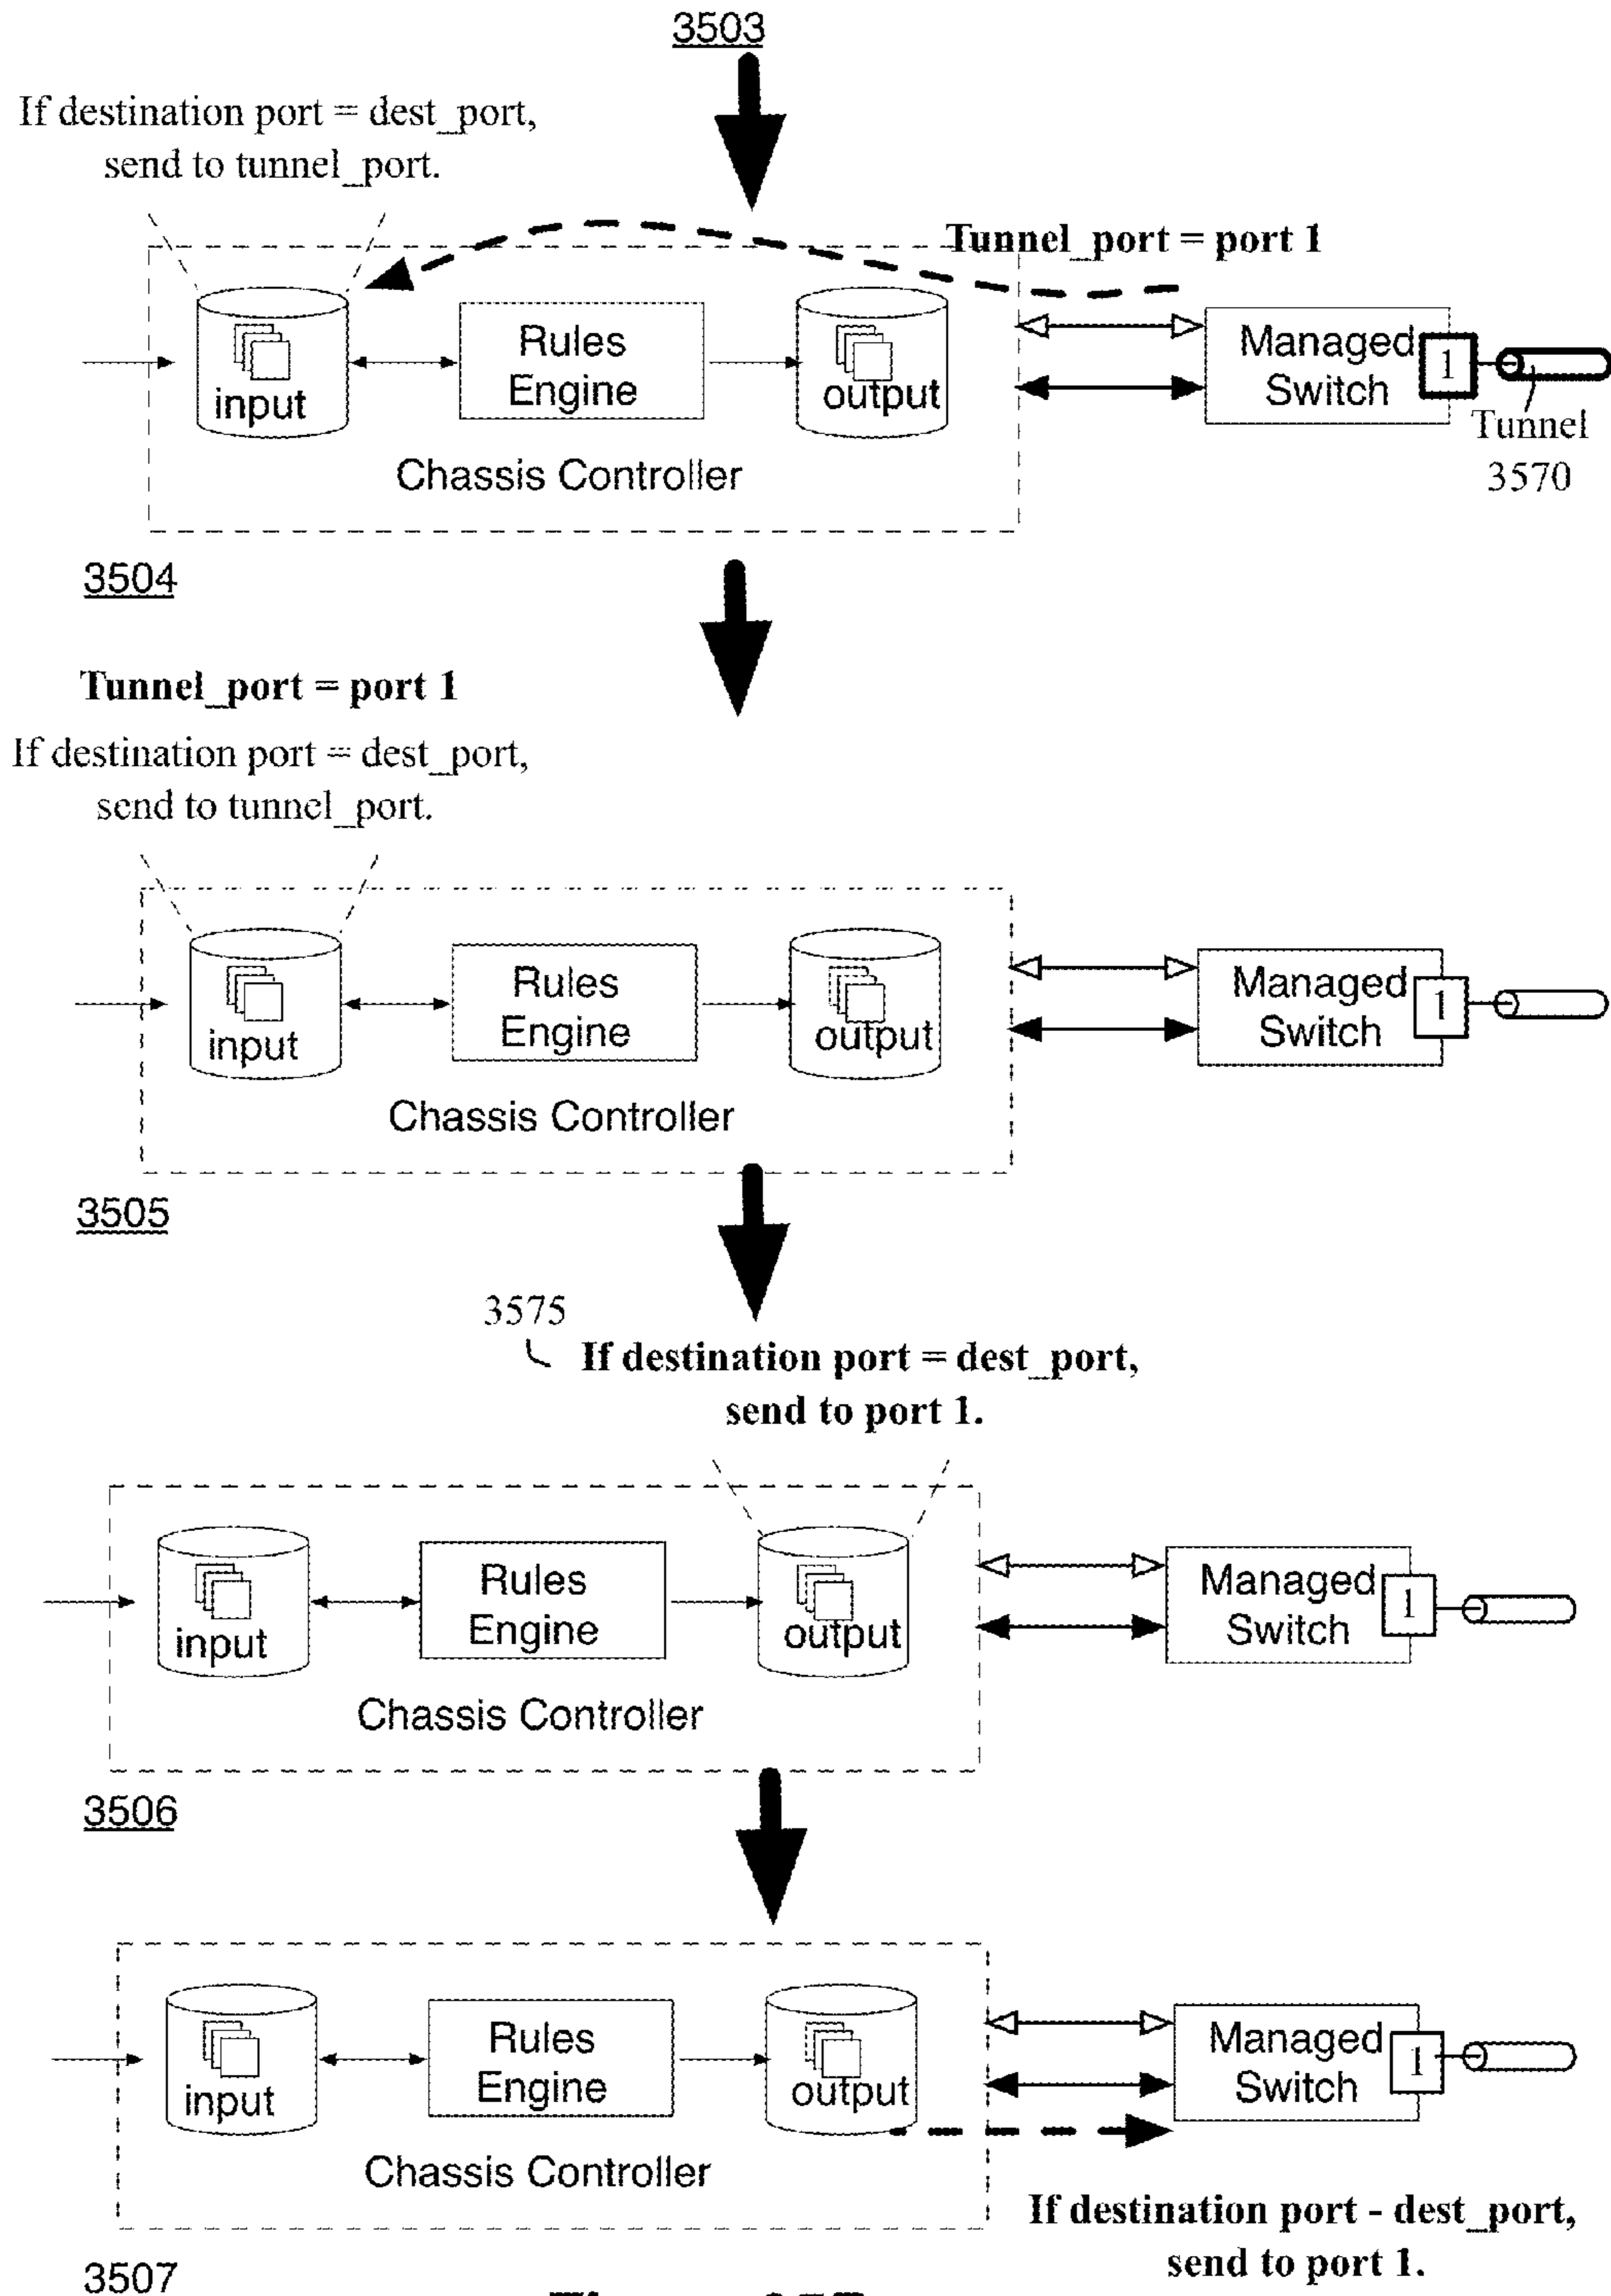 3503
If destination port = dest_port,
send to tunnel_port.
Tunnel_port = port 1
input
Rules
Engine
output
Managed
Switch
1
Tunnel
3570
Chassis Controller
3504
Tunnel_port = port 1
If destination port = dest_port,
send to tunnel_port.
input
Rules
Engine
output
Managed
Switch
1
Chassis Controller
3505
3575
If destination port = dest_port,
send to port 1.
input
Rules
Engine
output
Managed
Switch
1
Chassis Controller
3506
input
Rules
Engine
output
Managed
Switch
1
Chassis Controller
If destination port - dest_port,
send to port 1.
3507